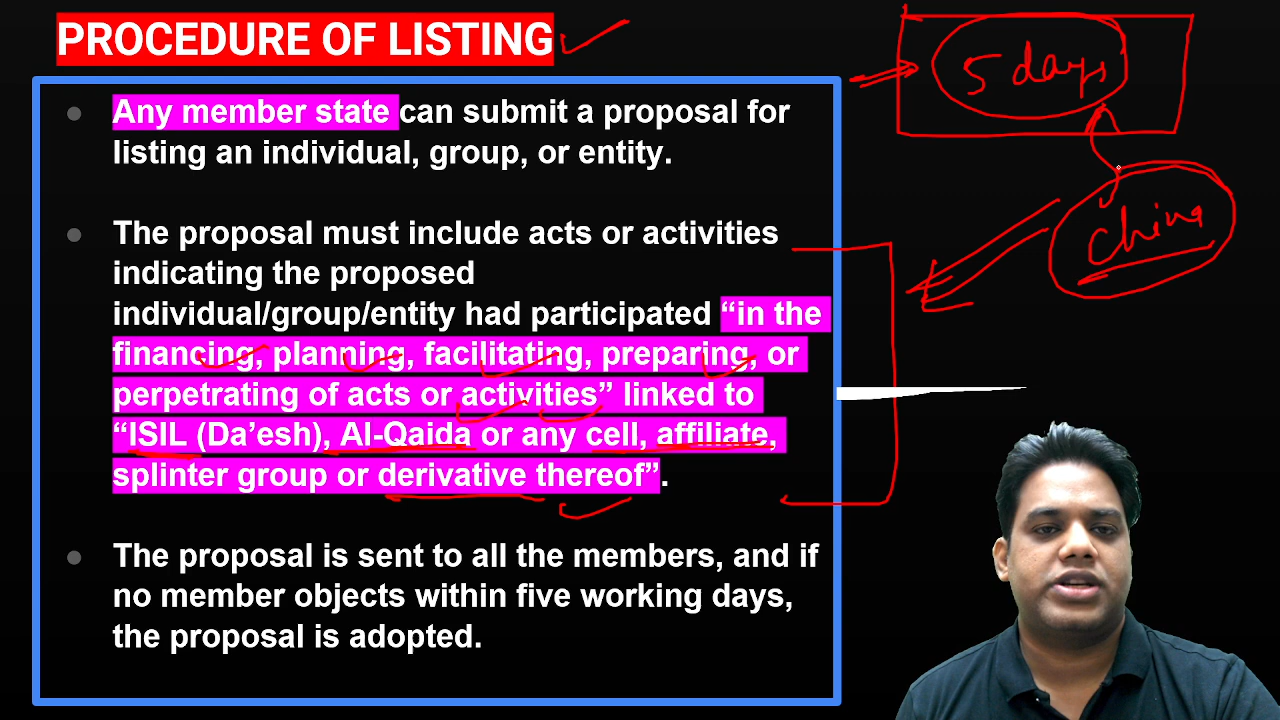 PROCEDURE OF LISTING
Any member state can submit a proposal for
listing an individual, group, or entity.
The proposal must include acts or activities
indicating the proposed
individual/group/entity had participated “in the
financing, planning, facilitating, preparing, or
perpetrating of acts or activities” linked to
“ISIL (Da’esh), Al-Qaida or any cell, affiliate,
splinter group or derivative thereof”.
The proposal is sent to all the members, and if
no member objects within five working days,
the proposal is adopted.
5 days
china